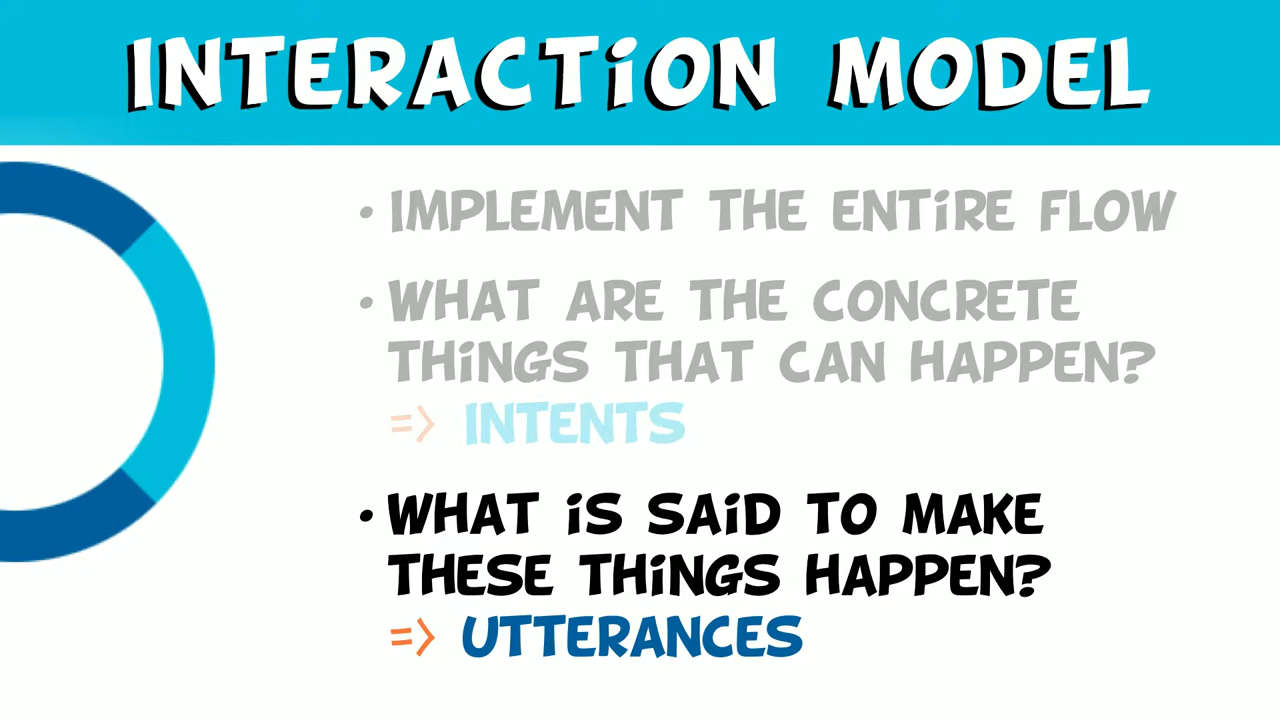 INTERACTiON MODEL
• IMPLEMENT THE ENTiRE FLOW
• WHAT ARE THE CONCRETE
THiNGS THAT CAN HAPPEN?
=> INTENTS
• WHAT iS SAiD TO MAKE
THESE THiNGS HAPPEN?
=> UTTERANCES